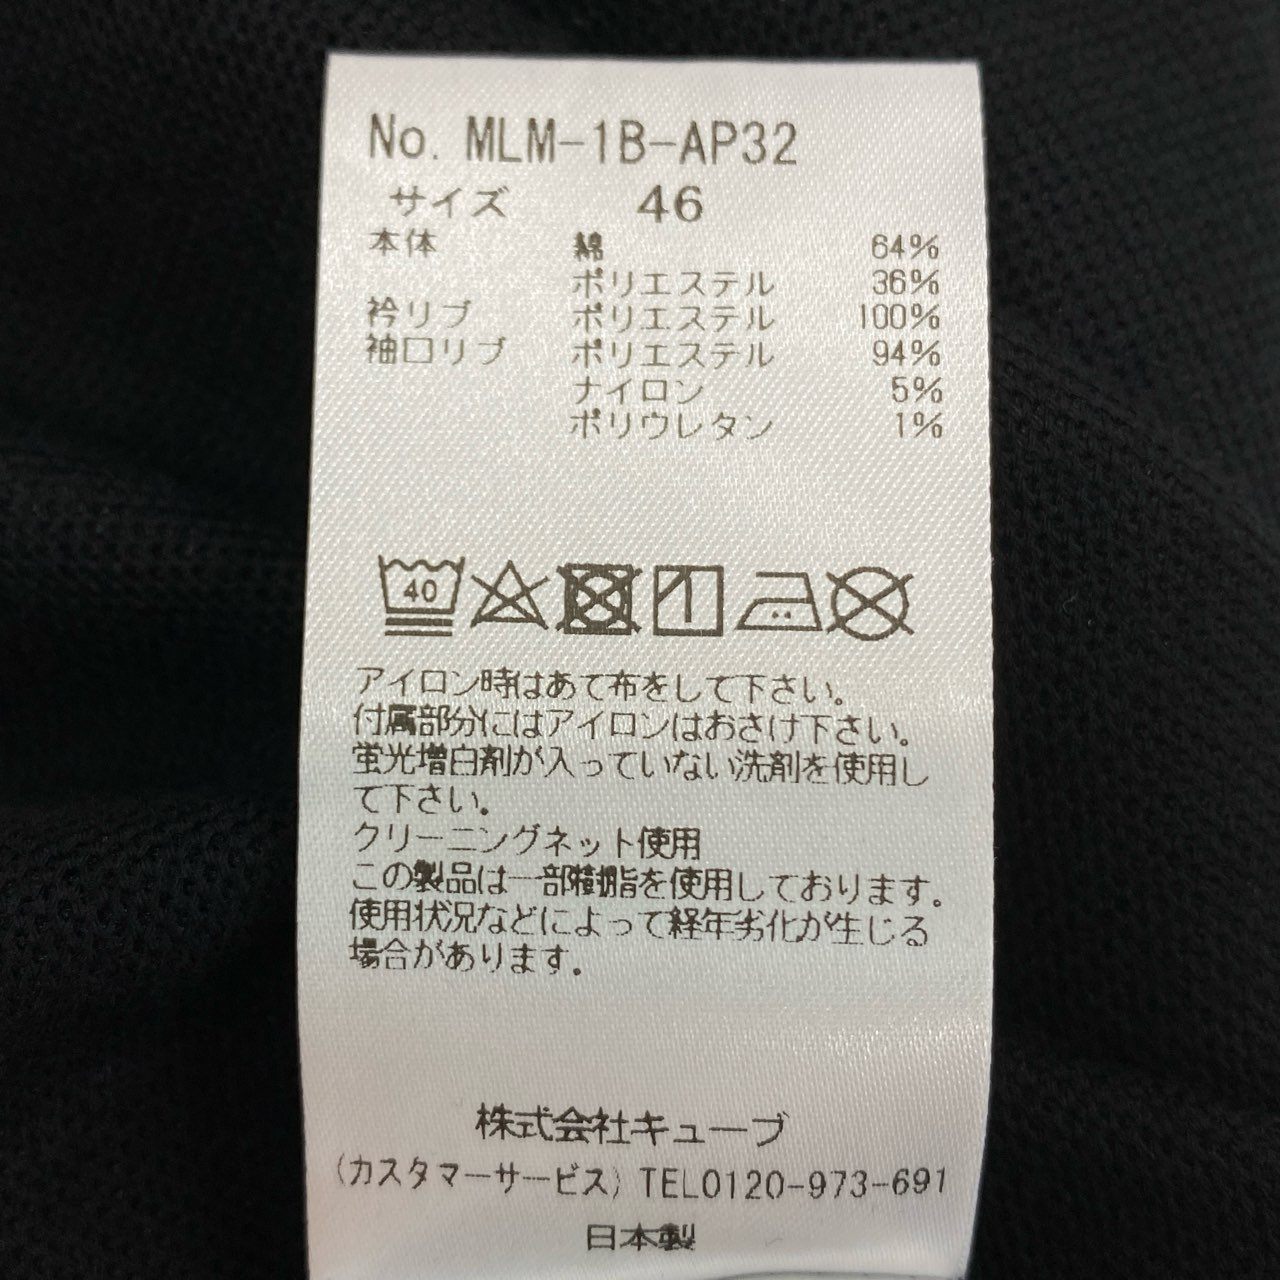 No. MLM-1B-AP32
サイズ 46
本体 綿 64%
ポリエステル 36%
衿リブ ポリエステル 100%
袖口リブ ポリエステル 94%
ナイロン 5%
ポリウレタン 1%
40
アイロン時はあて布をして下さい。
付属部分にはアイロンはおさけ下さい。
蛍光増白剤が入っていない洗剤を使用し
て下さい。
クリーニングネット使用
この製品は一部樹脂を使用しております。
使用状況などによって経年劣化が生じる
場合があります。
株式会社キューブ
(カスタマーサービス) TEL0120-973-691
日本製